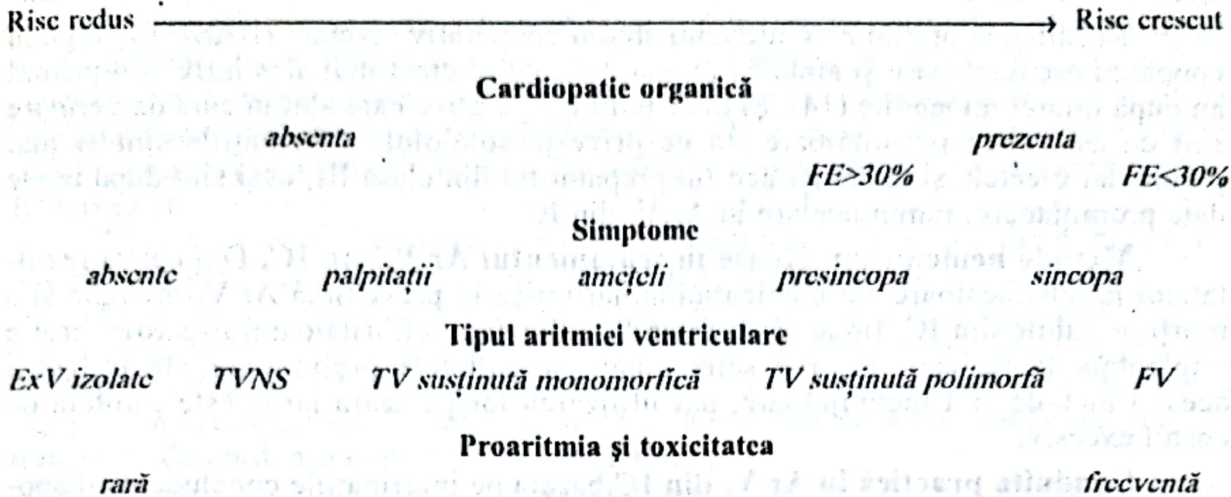 Risc redus → Risc crescut
Cardiopatie organică
absenta prezenta
FE>30% FE<30%
Simptome
absente palpitații amețeli presincopa sincopa
Tipul aritmiei ventriculare
ExV izolate TVNS TV susținută monomorfică TV susținută polimorfă FV
Proaritmia și toxicitatea
rară frecventă